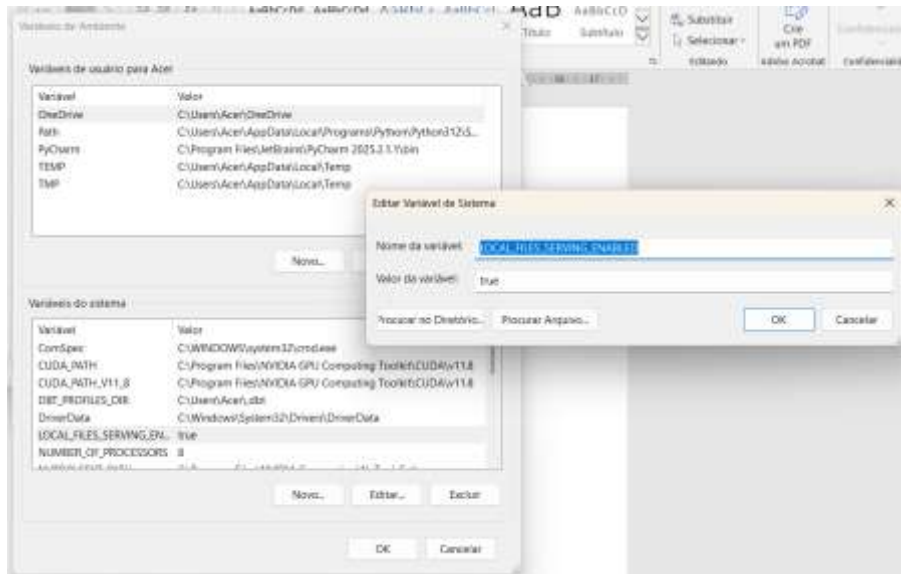 AaBbCcD
Título
Subtítulo
Substituir
Selecionar
Editando
Crie
um PDF
Adobe Acrobat
Variáveis de Ambiente
Variáveis de usuário para Acer
Variável Valor
OneDrive C:\Users\Acer\OneDrive
Path C:\Users\Acer\AppData\Local\Programs\Python\Python312\S...
PyCharm C:\Program Files\JetBrains\PyCharm 2025.2.1.1\bin
TEMP C:\Users\Acer\AppData\Local\Temp
TMP C:\Users\Acer\AppData\Local\Temp
Novo...
Editar Variável de Sistema
Nome da variável: LOCAL_FILES_SERVING_ENABLED
Valor da variável: true
Procurar no Diretório... Procurar Arquivo...
OK Cancelar
Variáveis do sistema
Variável Valor
ComSpec C:\WINDOWS\system32\cmd.exe
CUDA_PATH C:\Program Files\NVIDIA GPU Computing Toolkit\CUDA\v11.8
CUDA_PATH_V11_8 C:\Program Files\NVIDIA GPU Computing Toolkit\CUDA\v11.8
DBT_PROFILES_DIR C:\Users\Acer\.dbt
DriverData C:\Windows\System32\Drivers\DriverData
LOCAL_FILES_SERVING_EN... true
NUMBER_OF_PROCESSORS 8
Novo... Editar... Excluir
OK Cancelar